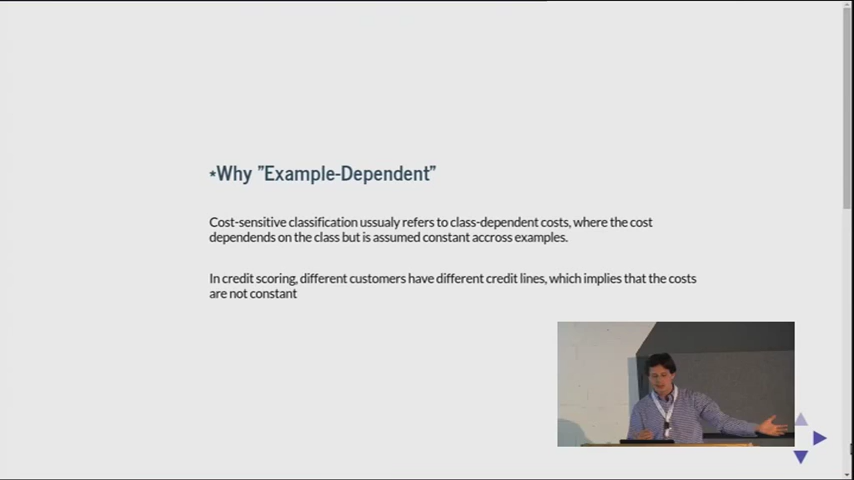 *Why "Example-Dependent"
Cost-sensitive classification ussualy refers to class-dependent costs, where the cost
dependends on the class but is assumed constant accross examples.
In credit scoring, different customers have different credit lines, which implies that the costs
are not constant